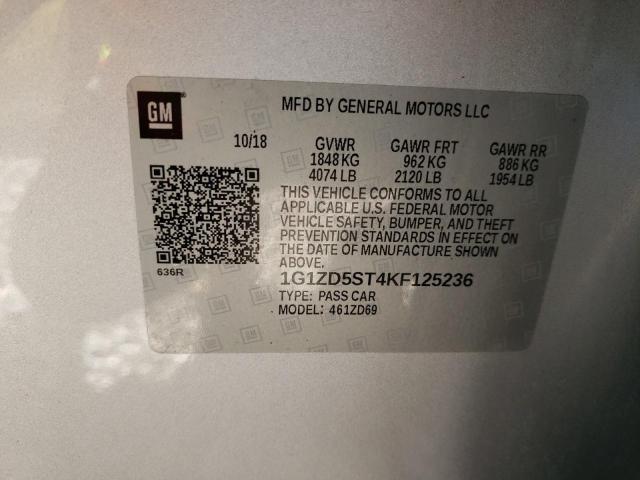 GM
MFD BY GENERAL MOTORS LLC
10/18 GVWR GAWR FRT GAWR RR
1848 KG 962 KG 886 KG
4074 LB 2120 LB 1954 LB
THIS VEHICLE CONFORMS TO ALL
APPLICABLE U.S. FEDERAL MOTOR
VEHICLE SAFETY, BUMPER, AND THEFT
PREVENTION STANDARDS IN EFFECT ON
THE DATE OF MANUFACTURE SHOWN
ABOVE.
636R
1G1ZD5ST4KF125236
TYPE: PASS CAR
MODEL: 461ZD69